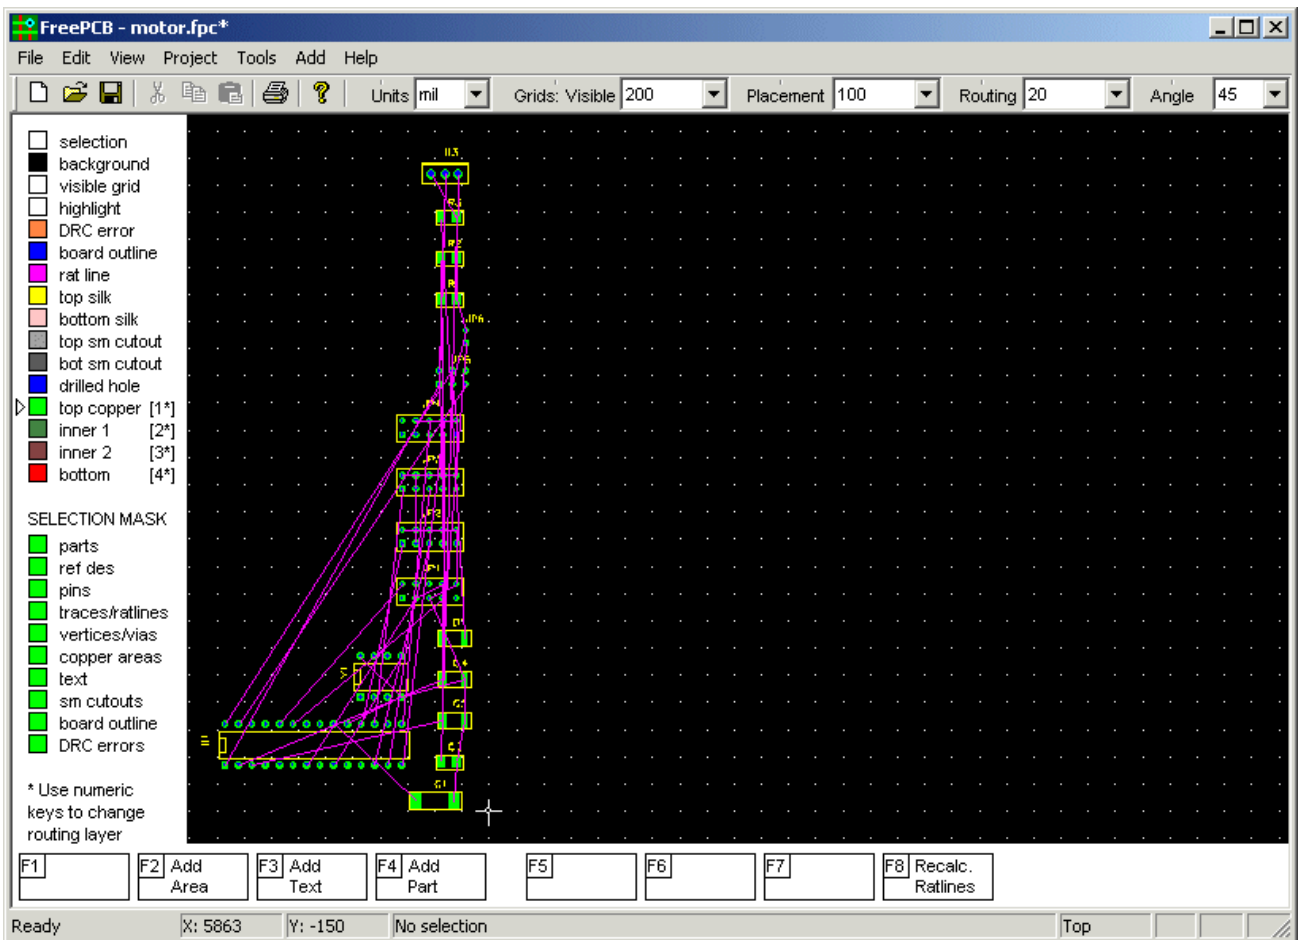 FreePCB - motor.fpc*
File Edit View Project Tools Add Help
Units mil Grids: Visible 200 Placement 100 Routing 20 Angle 45
selection
background
visible grid
highlight
DRC error
board outline
rat line
top silk
bottom silk
top sm cutout
bot sm cutout
drilled hole
top copper [1*]
inner 1 [2*]
inner 2 [3*]
bottom [4*]
SELECTION MASK
parts
ref des
pins
traces/ratlines
vertices/vias
copper areas
text
sm cutouts
board outline
DRC errors
* Use numeric
keys to change
routing layer
JP6
Y1
C1
F1
F2 Add
Area
F3 Add
Text
F4 Add
Part
F5
F6
F7
F8 Recalc.
Ratlines
Ready X: 5863 Y: -150 No selection Top